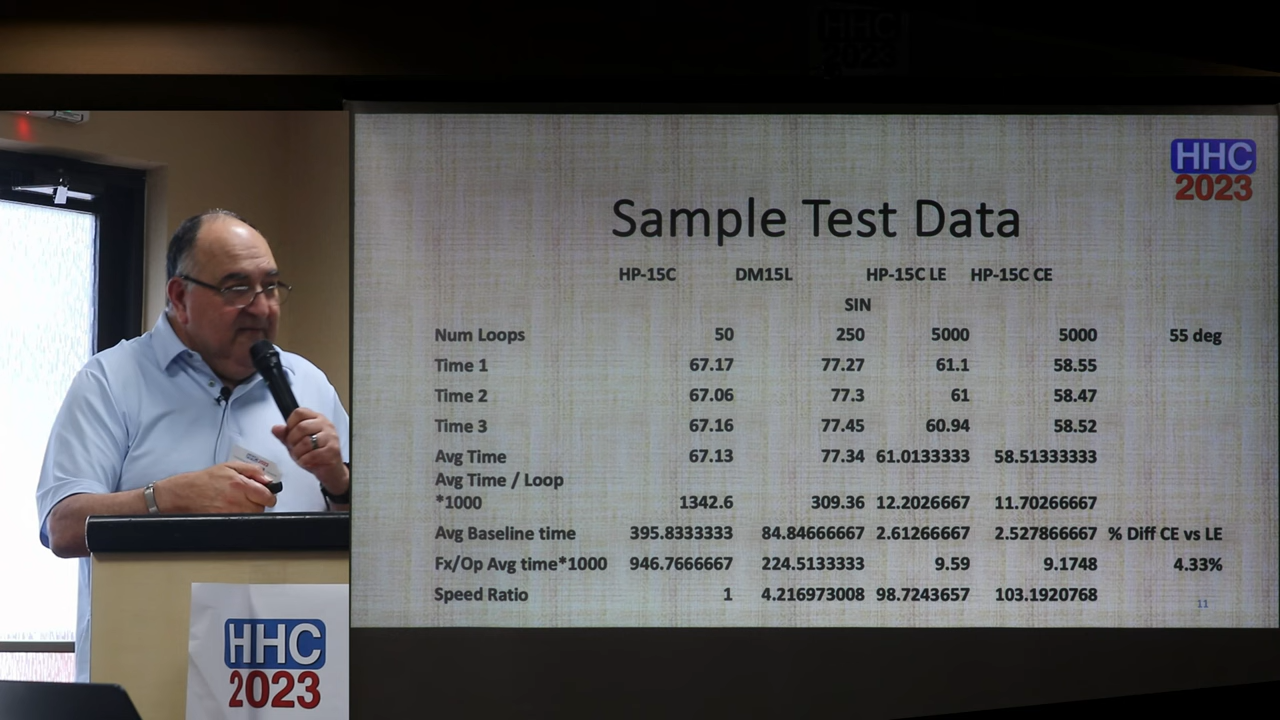 HHC
2023
HHC
2023
Sample Test Data
HP-15C DM15L HP-15C LE HP-15C CE
SIN
Num Loops 50 250 5000 5000 55 deg
Time 1 67.17 77.27 61.1 58.55
Time 2 67.06 77.3 61 58.47
Time 3 67.16 77.45 60.94 58.52
Avg Time 67.13 77.34 61.0133333 58.51333333
Avg Time / Loop
*1000 1342.6 309.36 12.2026667 11.70266667
Avg Baseline time 395.8333333 84.84666667 2.61266667 2.527866667 % Diff CE vs LE
Fx/Op Avg time*1000 946.7666667 224.5133333 9.59 9.1748 4.33%
Speed Ratio 1 4.216973008 98.7243657 103.1920768
11
HHC
2023